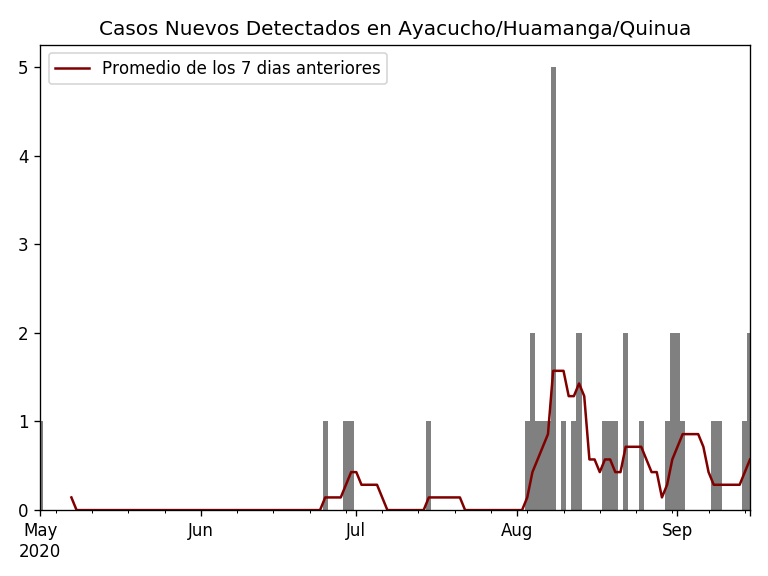 Casos Nuevos Detectados en Ayacucho/Huamanga/Quinua
Promedio de los 7 dias anteriores
5
4
3
2
1
0
May Jun Jul Aug Sep
2020